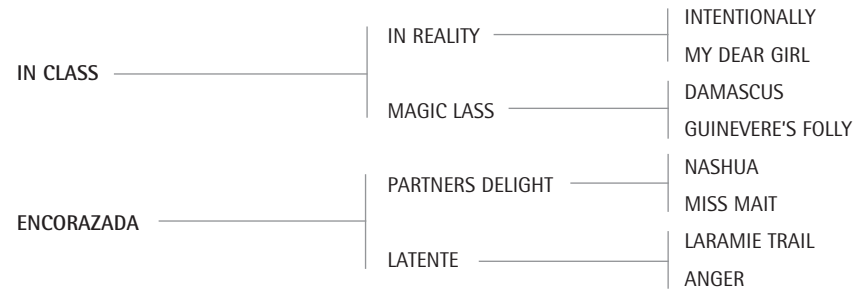 IN CLASS
IN REALITY
INTENTIONALLY
MY DEAR GIRL
MAGIC LASS
DAMASCUS
GUINEVERE'S FOLLY
ENCORAZADA
PARTNERS DELIGHT
NASHUA
MISS MAIT
LATENTE
LARAMIE TRAIL
ANGER